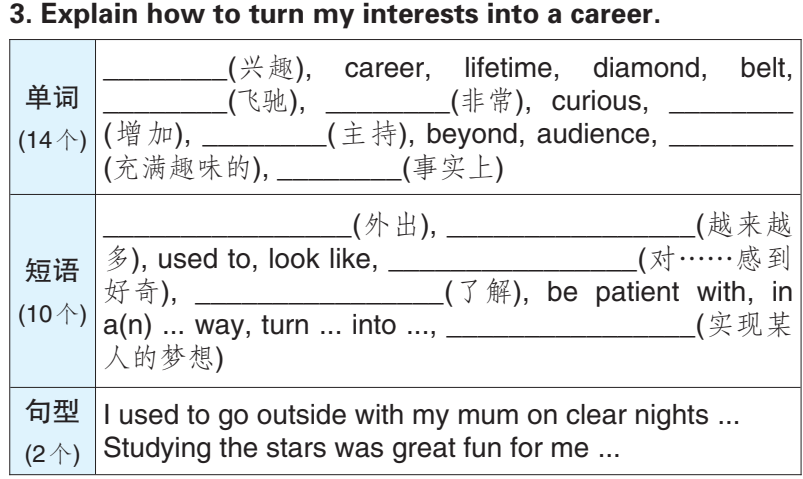 3. Explain how to turn my interests into a career.
单词
(14个)
________(兴趣), career, lifetime, diamond, belt,
________(飞驰), ________(非常), curious, ________
(增加), ________(主持), beyond, audience, ________
(充满趣味的), ________(事实上)
短语
(10个)
________________(外出), ________________(越来越
多), used to, look like, ________________(对……感到
好奇), ________________(了解), be patient with, in
a(n) ... way, turn ... into ..., ________________(实现某
人的梦想)
句型
(2个)
I used to go outside with my mum on clear nights ...
Studying the stars was great fun for me ...